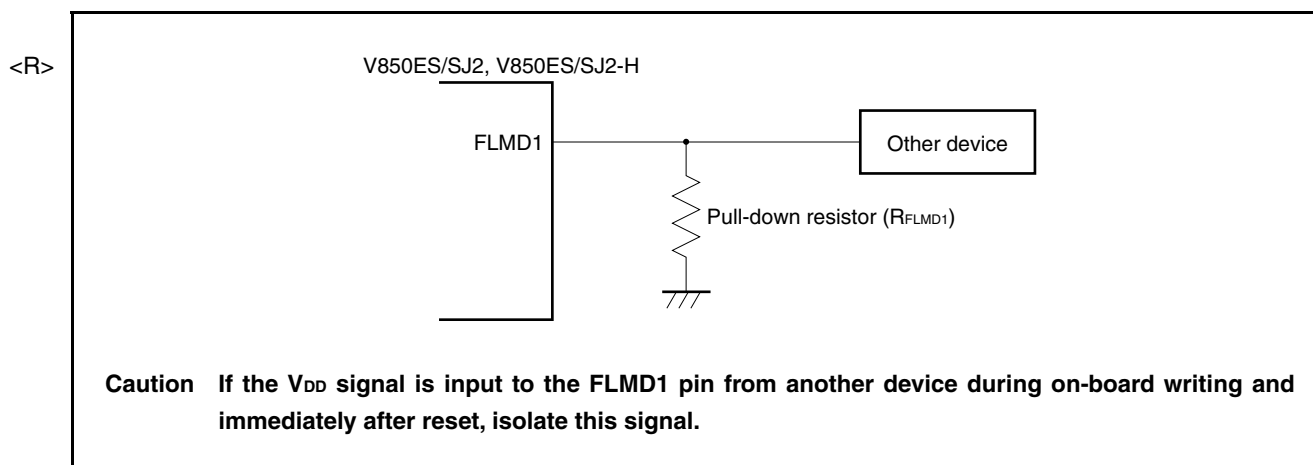 <R>
V850ES/SJ2, V850ES/SJ2-H
FLMD1
Other device
Pull-down resistor (RFLMD1)
Caution If the VDD signal is input to the FLMD1 pin from another device during on-board writing and
immediately after reset, isolate this signal.